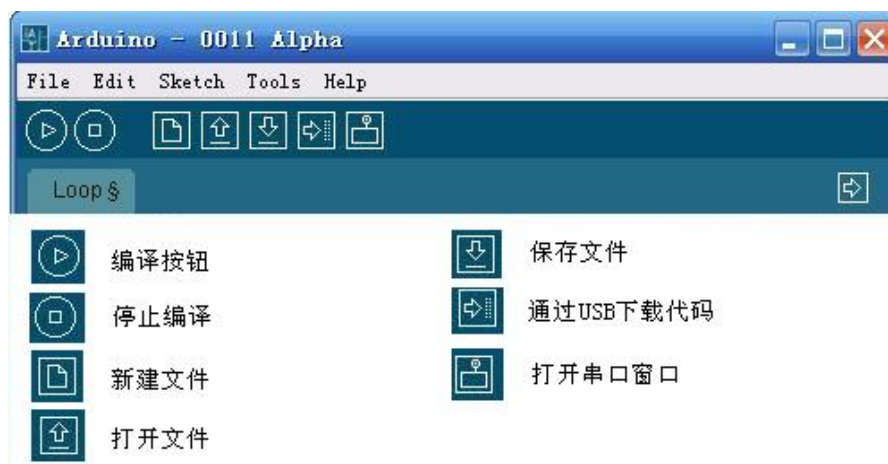 Arduino - 0011 Alpha
File Edit Sketch Tools Help
Loop §
编译按钮
停止编译
新建文件
打开文件
保存文件
通过USB下载代码
打开串口窗口